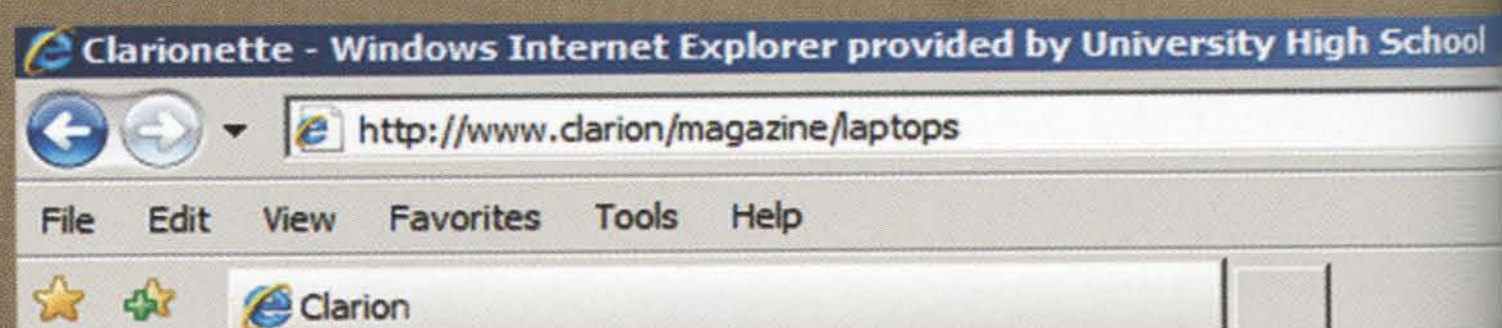 Clarionette - Windows Internet Explorer provided by University High School
http://www.clarion/magazine/laptops
File Edit View Favorites Tools Help
Clarion